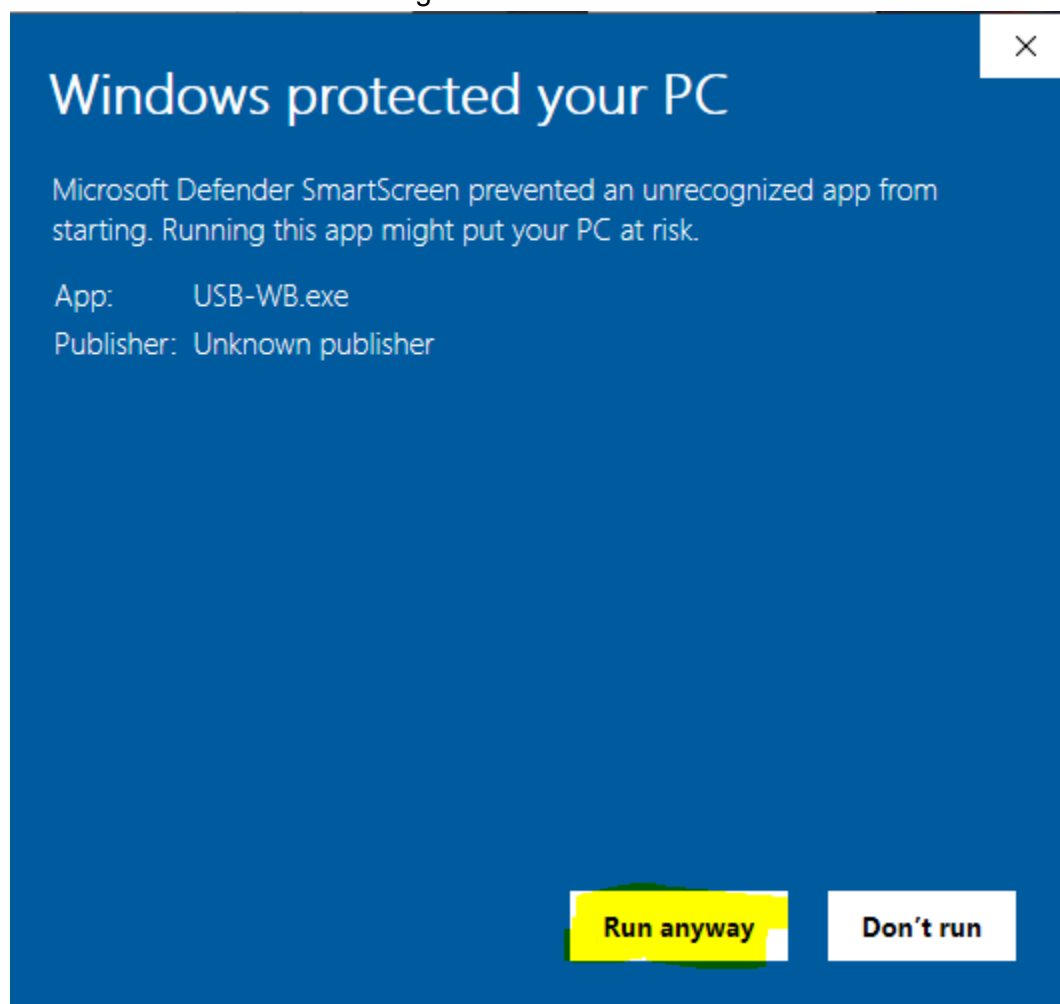 Windows protected your PC
Microsoft Defender SmartScreen prevented an unrecognized app from
starting. Running this app might put your PC at risk.
App: USB-WB.exe
Publisher: Unknown publisher
Run anyway Don't run